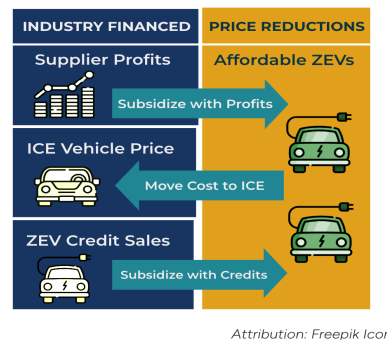 INDUSTRY FINANCED
PRICE REDUCTIONS
Supplier Profits
Affordable ZEVs
Subsidize with Profits
ICE Vehicle Price
Move Cost to ICE
ZEV Credit Sales
Subsidize with Credits
Attribution: Freepik